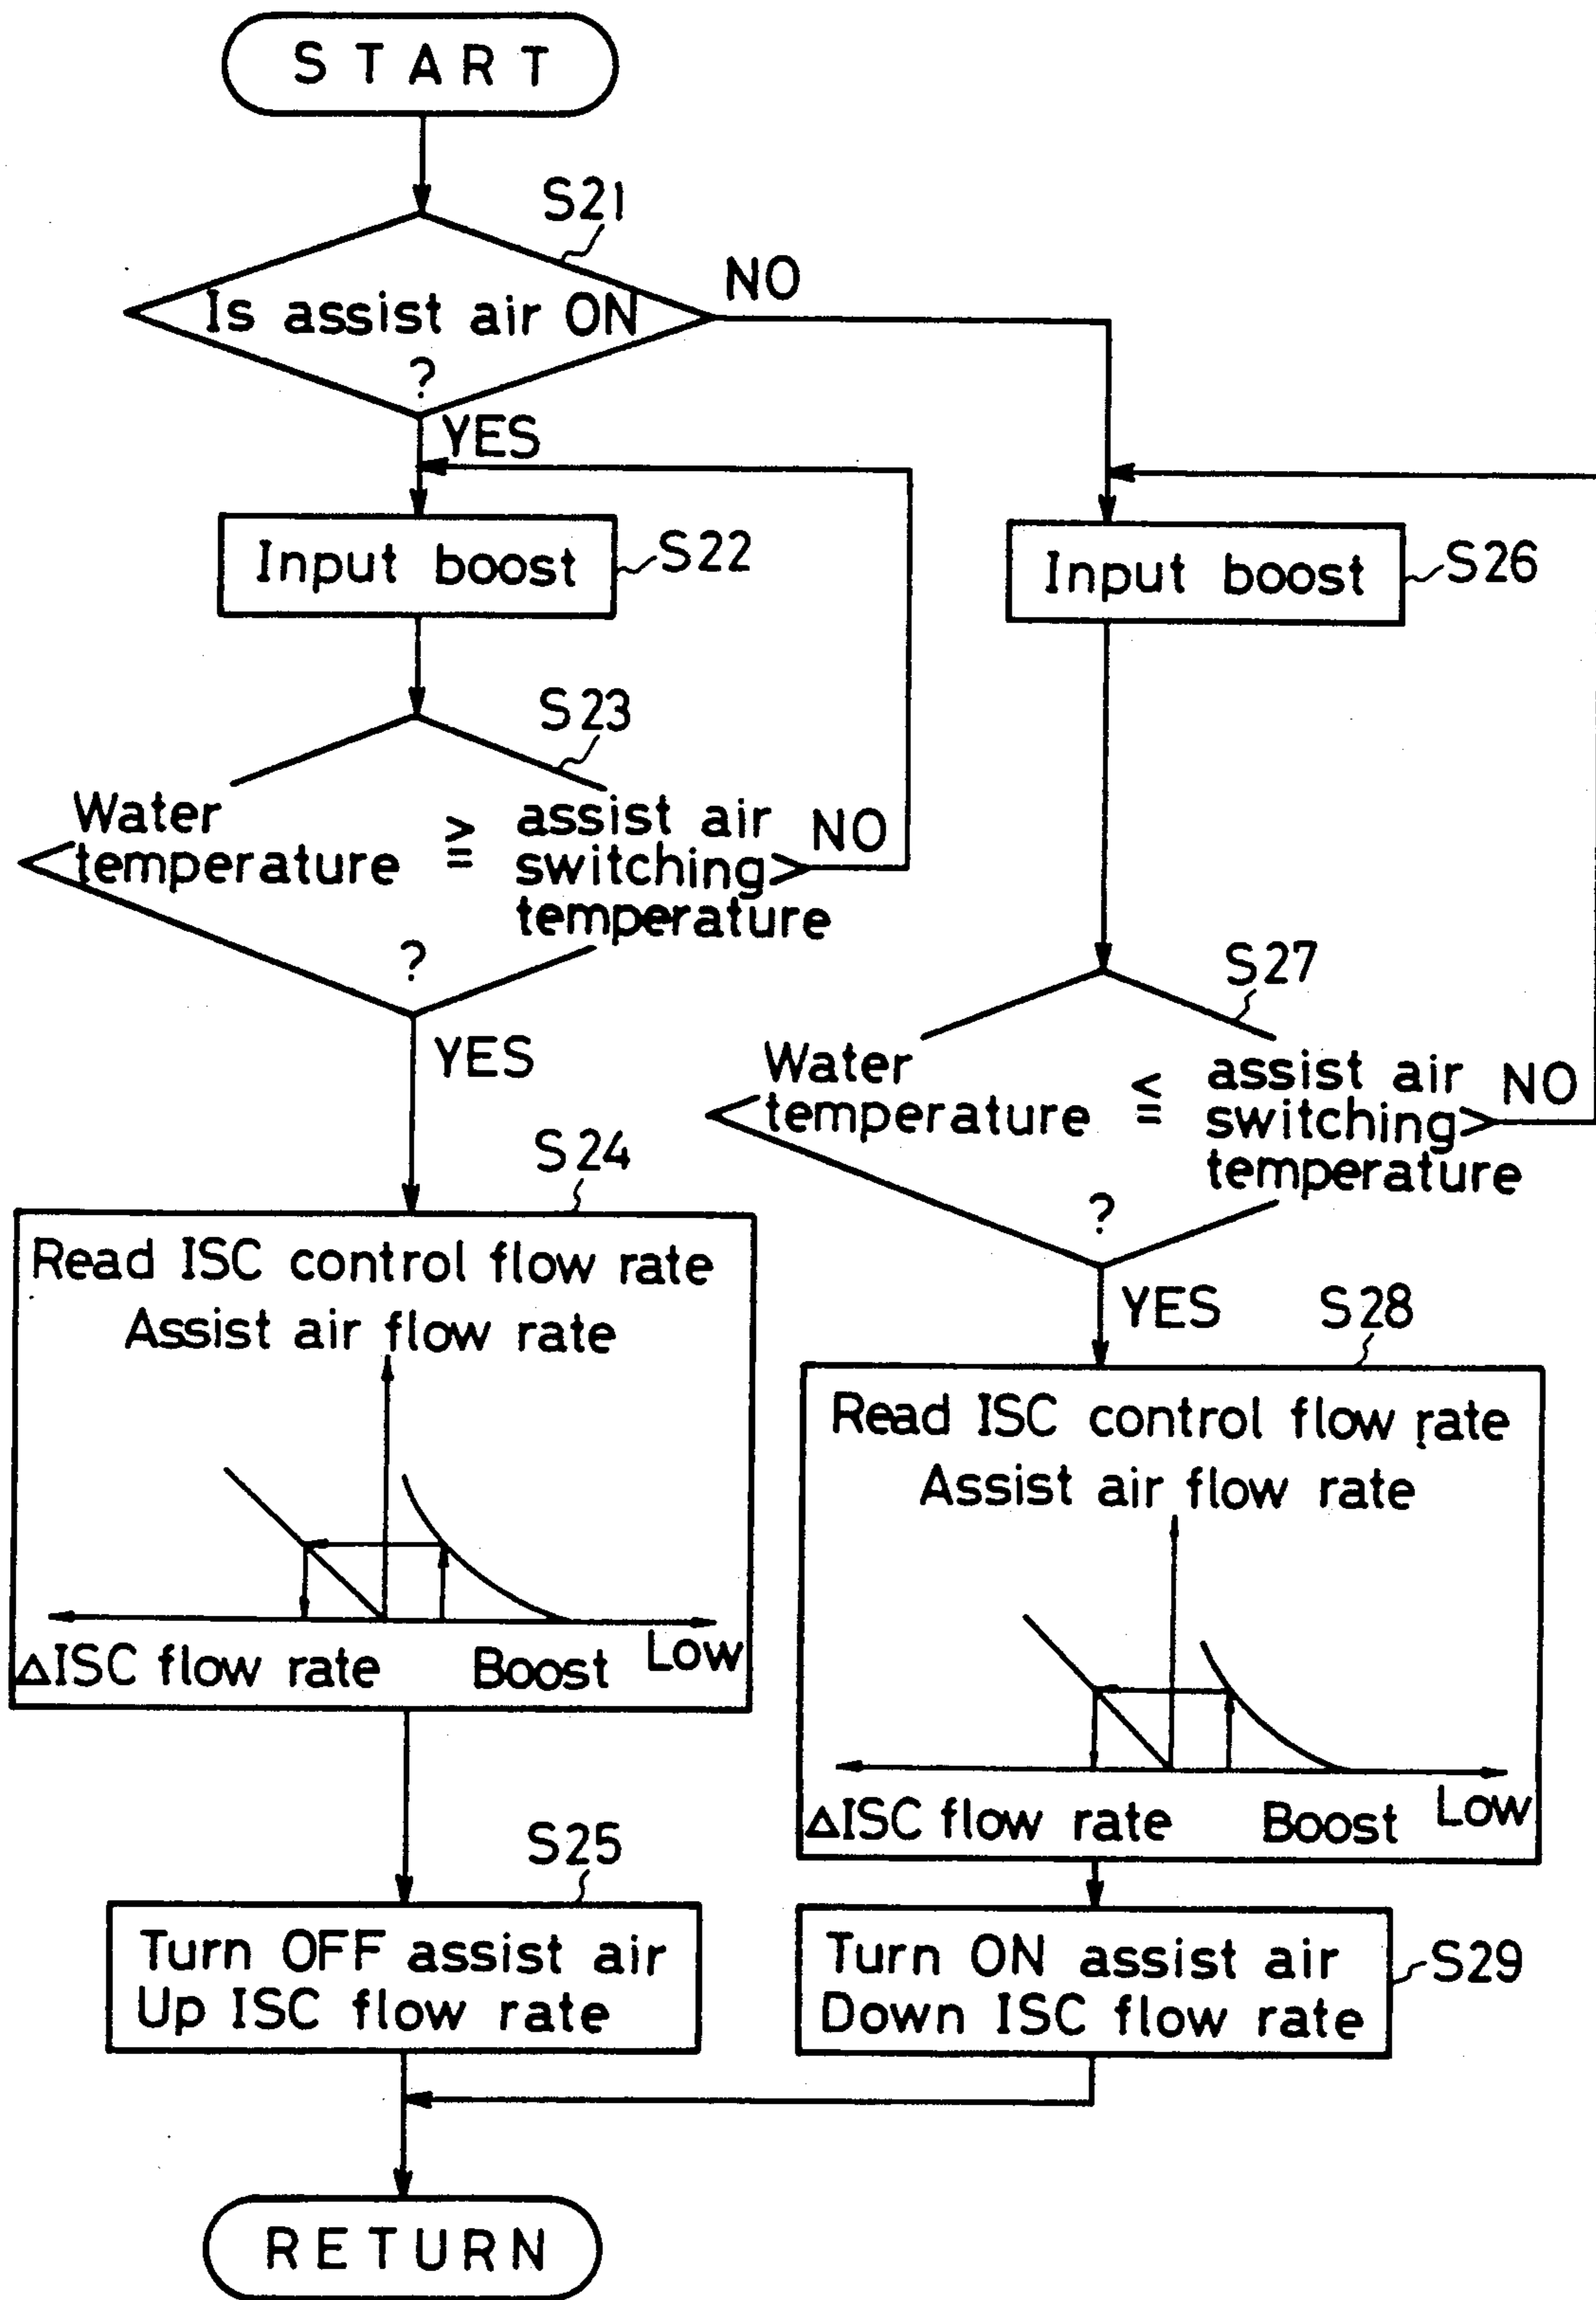 START
S21
Is assist air ON
?
NO
YES
Input boost
S22
S23
Water
temperature
≧
assist air
switching
temperature
?
NO
YES
S24
Read ISC control flow rate
Assist air flow rate
ΔISC flow rate
Boost
Low
S25
Turn OFF assist air
Up ISC flow rate
Input boost
S26
S27
Water
temperature
≦
assist air
switching
temperature
?
NO
YES
S28
Read ISC control flow rate
Assist air flow rate
ΔISC flow rate
Boost
Low
Turn ON assist air
Down ISC flow rate
S29
RETURN